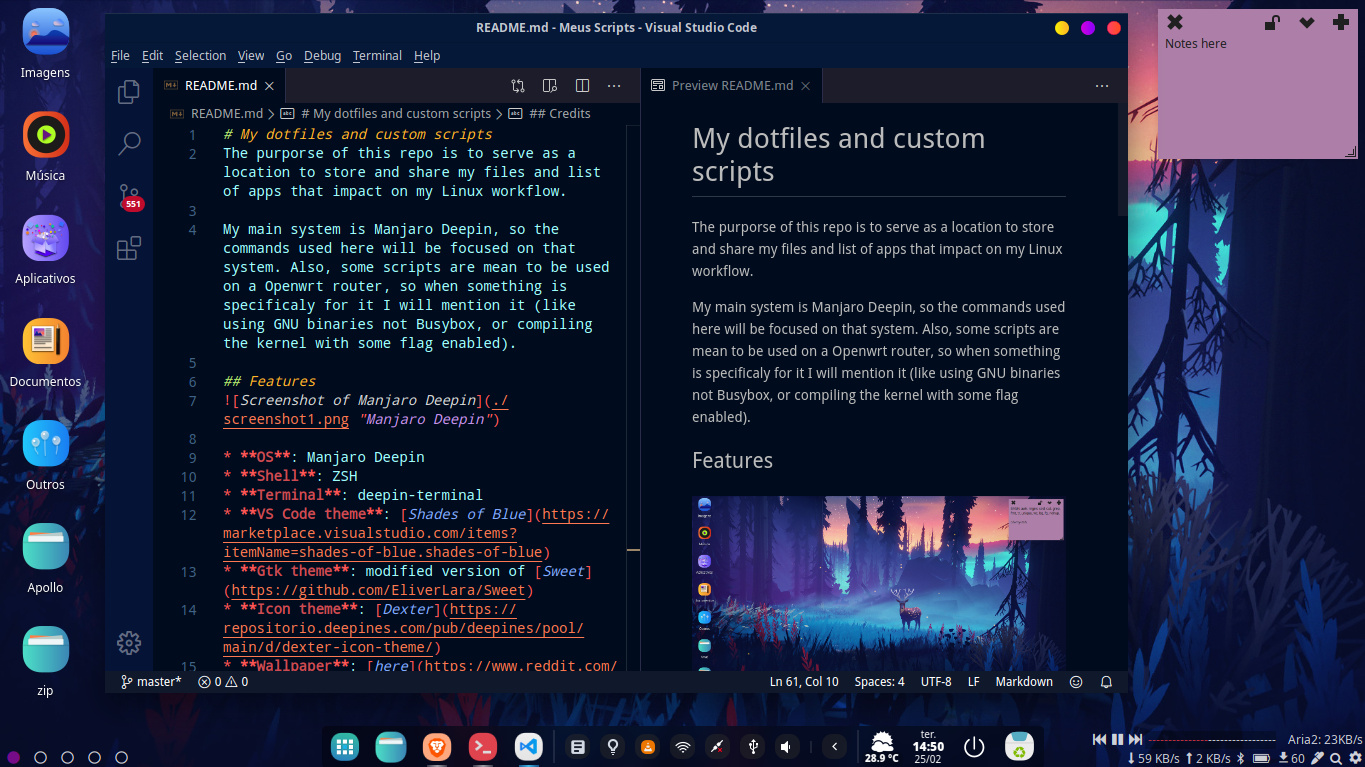 Imagens
Música
Aplicativos
Documentos
Outros
Apollo
zip
README.md - Meus Scripts - Visual Studio Code
File Edit Selection View Go Debug Terminal Help
551
README.md
README.md > # My dotfiles and custom scripts > ## Credits
1 # My dotfiles and custom scripts
2 The purporse of this repo is to serve as a
location to store and share my files and list
of apps that impact on my Linux workflow.
3
4 My main system is Manjaro Deepin, so the
commands used here will be focused on that
system. Also, some scripts are mean to be used
on a Openwrt router, so when something is
specificaly for it I will mention it (like
using GNU binaries not Busybox, or compiling
the kernel with some flag enabled).
5
6 ## Features
7 ![Screenshot of Manjaro Deepin](./
screenshot1.png "Manjaro Deepin")
8
9 * **OS**: Manjaro Deepin
10 * **Shell**: ZSH
11 * **Terminal**: deepin-terminal
12 * **VS Code theme**: [Shades of Blue](https://
marketplace.visualstudio.com/items?
itemName=shades-of-blue.shades-of-blue)
13 * **Gtk theme**: modified version of [Sweet]
(https://github.com/EliverLara/Sweet)
14 * **Icon theme**: [Dexter](https://
repositorio.deepines.com/pub/deepines/pool/
main/d/dexter-icon-theme/)
15 * **Wallpaper**: [here](https://www.reddit.com/
Preview README.md
My dotfiles and custom
scripts
The purporse of this repo is to serve as a location to store
and share my files and list of apps that impact on my Linux
workflow.
My main system is Manjaro Deepin, so the commands used
here will be focused on that system. Also, some scripts are
mean to be used on a Openwrt router, so when something
is specificaly for it I will mention it (like using GNU binaries
not Busybox, or compiling the kernel with some flag
enabled).
Features
master* 0 0 Ln 61, Col 10 Spaces: 4 UTF-8 LF Markdown
Notes here
28.9 °C
ter.
14:50
25/02
Aria2: 23KB/s
59 KB/s 2 KB/s 60